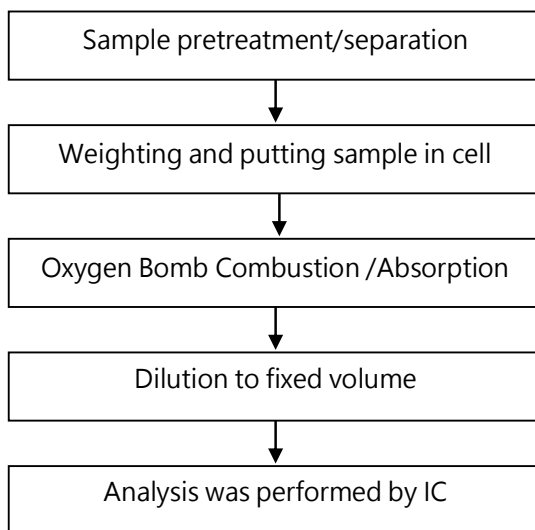 Sample pretreatment/separation
Weighting and putting sample in cell
Oxygen Bomb Combustion /Absorption
Dilution to fixed volume
Analysis was performed by IC